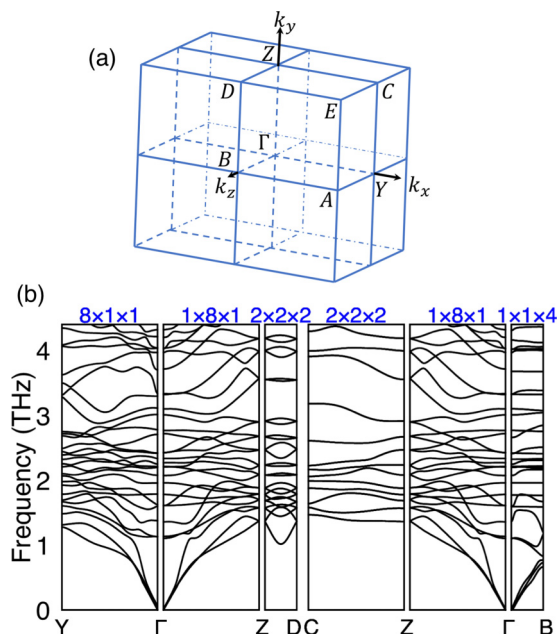 (a)
k_y
Z
D
C
E
Γ
B
k_z
A
Y
k_x
(b)
8×1×1 1×8×1 2×2×2 2×2×2 1×8×1 1×1×4
Frequency (THz)
4
3
2
1
0
Y Γ Z D C Z Γ B